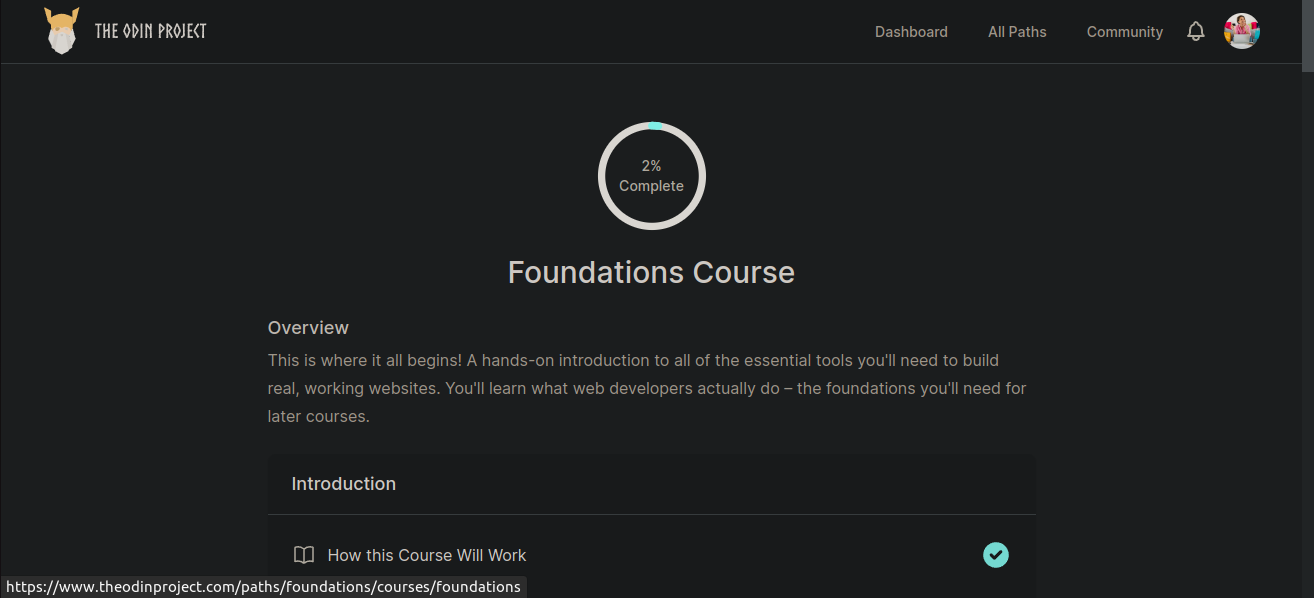 THE ODIN PROJECT
Dashboard
All Paths
Community
2%
Complete
Foundations Course
Overview
This is where it all begins! A hands-on introduction to all of the essential tools you'll need to build
real, working websites. You'll learn what web developers actually do – the foundations you'll need for
later courses.
Introduction
How this Course Will Work
https://www.theodinproject.com/paths/foundations/courses/foundations